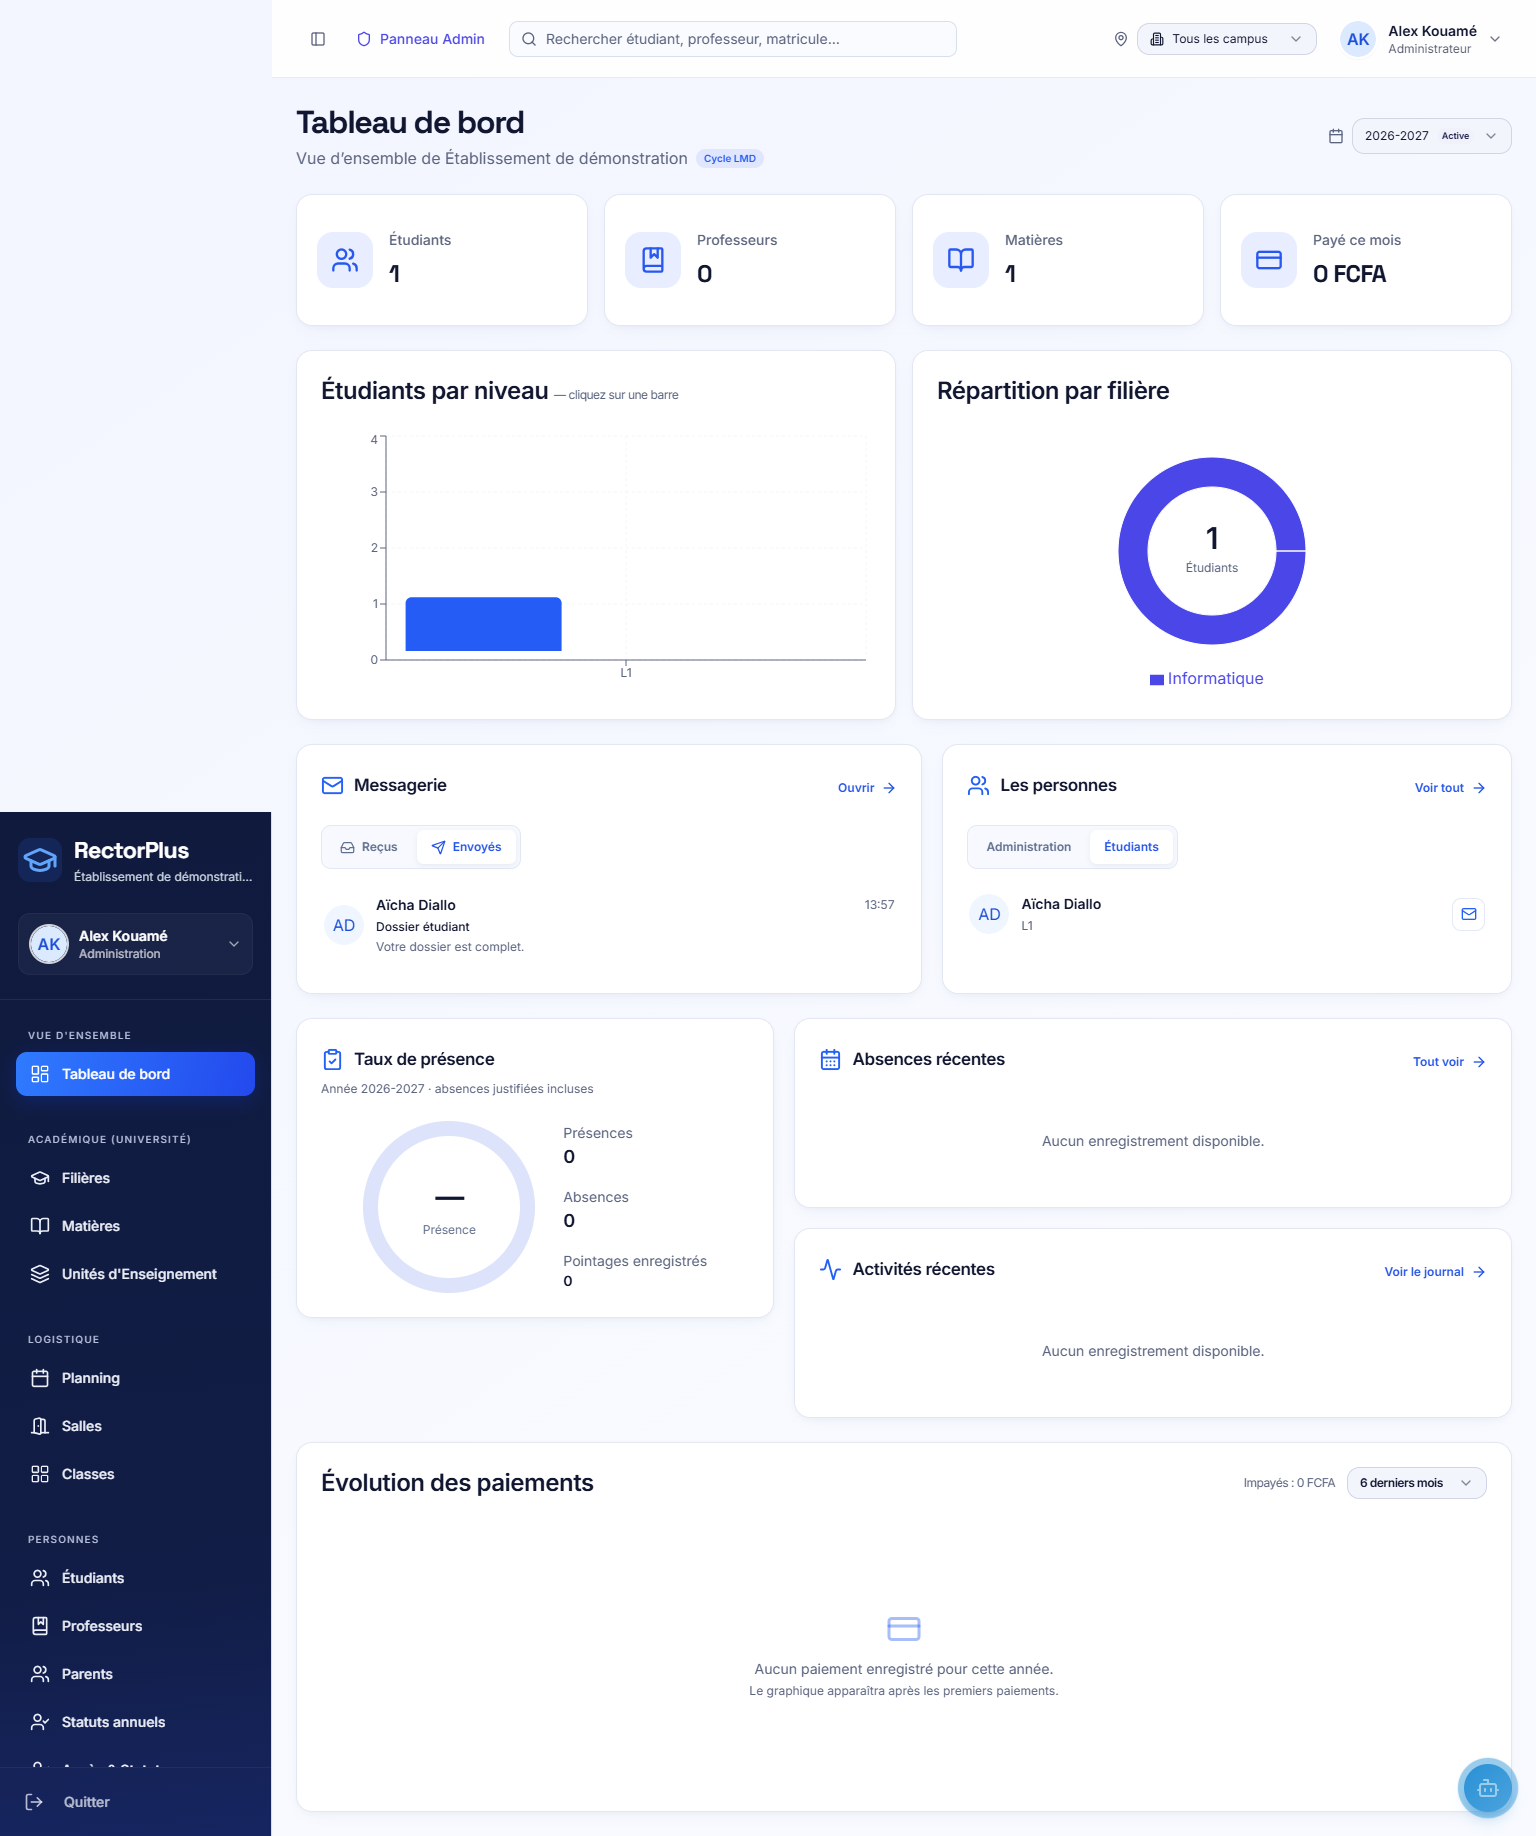 Panneau Admin
Rechercher étudiant, professeur, matricule...
Tous les campus
AK
Alex Kouamé
Administrateur
Tableau de bord
Vue d’ensemble de Établissement de démonstration
Cycle LMD
2026-2027
Active
Étudiants
1
Professeurs
0
Matières
1
Payé ce mois
0 FCFA
Étudiants par niveau — cliquez sur une barre
4
3
2
1
0
L1
Répartition par filière
1
Étudiants
Informatique
Messagerie
Ouvrir
Reçus
Envoyés
AD
Aïcha Diallo
13:57
Dossier étudiant
Votre dossier est complet.
Les personnes
Voir tout
Administration
Étudiants
AD
Aïcha Diallo
L1
Taux de présence
Année 2026-2027 · absences justifiées incluses
—
Présence
Présences
0
Absences
0
Pointages enregistrés
0
Absences récentes
Tout voir
Aucun enregistrement disponible.
Activités récentes
Voir le journal
Aucun enregistrement disponible.
Évolution des paiements
Impayés : 0 FCFA
6 derniers mois
Aucun paiement enregistré pour cette année.
Le graphique apparaîtra après les premiers paiements.
RectorPlus
Établissement de démonstrati...
AK
Alex Kouamé
Administration
VUE D'ENSEMBLE
Tableau de bord
ACADÉMIQUE (UNIVERSITÉ)
Filières
Matières
Unités d'Enseignement
LOGISTIQUE
Planning
Salles
Classes
PERSONNES
Étudiants
Professeurs
Parents
Statuts annuels
Quitter